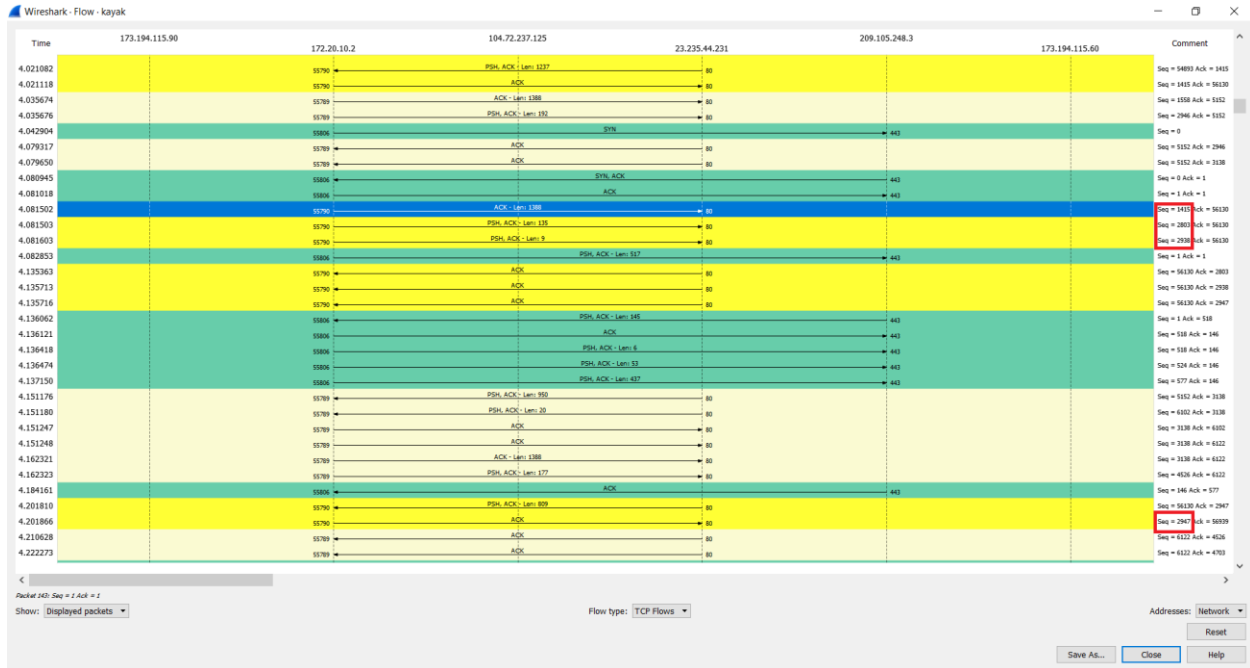 Wireshark · Flow · kayak
Time 173.194.115.90 172.20.10.2 104.72.237.125 23.235.44.231 209.105.248.3 173.194.115.60 Comment
4.021082 55790 PSH, ACK - Len: 1237 80 Seq = 54893 Ack = 1415
4.021118 55790 ACK 80 Seq = 1415 Ack = 56130
4.035674 55789 ACK - Len: 1388 80 Seq = 1558 Ack = 5152
4.035676 55789 PSH, ACK - Len: 192 80 Seq = 2946 Ack = 5152
4.042904 55806 SYN 443 Seq = 0
4.079317 55789 ACK 80 Seq = 5152 Ack = 2946
4.079650 55789 ACK 80 Seq = 5152 Ack = 3138
4.080945 55806 SYN, ACK 443 Seq = 0 Ack = 1
4.081018 55806 ACK 443 Seq = 1 Ack = 1
4.081502 55790 ACK - Len: 1388 80 Seq = 1415 Ack = 56130
4.081503 55790 PSH, ACK - Len: 135 80 Seq = 2803 Ack = 56130
4.081603 55790 PSH, ACK - Len: 9 80 Seq = 2938 Ack = 56130
4.082853 55806 PSH, ACK - Len: 517 443 Seq = 1 Ack = 1
4.135363 55790 ACK 80 Seq = 56130 Ack = 2803
4.135713 55790 ACK 80 Seq = 56130 Ack = 2938
4.135716 55790 ACK 80 Seq = 56130 Ack = 2947
4.136062 55806 PSH, ACK - Len: 145 443 Seq = 1 Ack = 518
4.136121 55806 ACK 443 Seq = 518 Ack = 146
4.136418 55806 PSH, ACK - Len: 6 443 Seq = 518 Ack = 146
4.136474 55806 PSH, ACK - Len: 53 443 Seq = 524 Ack = 146
4.137150 55806 PSH, ACK - Len: 437 443 Seq = 577 Ack = 146
4.151176 55789 PSH, ACK - Len: 950 80 Seq = 5152 Ack = 3138
4.151180 55789 PSH, ACK - Len: 20 80 Seq = 6102 Ack = 3138
4.151247 55789 ACK 80 Seq = 3138 Ack = 6102
4.151248 55789 ACK 80 Seq = 3138 Ack = 6122
4.162321 55789 ACK - Len: 1388 80 Seq = 3138 Ack = 6122
4.162323 55789 PSH, ACK - Len: 177 80 Seq = 4526 Ack = 6122
4.184161 55806 ACK 443 Seq = 146 Ack = 577
4.201810 55790 PSH, ACK - Len: 809 80 Seq = 56130 Ack = 2947
4.201866 55790 ACK 80 Seq = 2947 Ack = 56939
4.210628 55789 ACK 80 Seq = 6122 Ack = 4526
4.222273 55789 ACK 80 Seq = 6122 Ack = 4703
Packet 143: Seq = 1 Ack = 1
Show: Displayed packets Flow type: TCP Flows Addresses: Network
Reset
Save As... Close Help